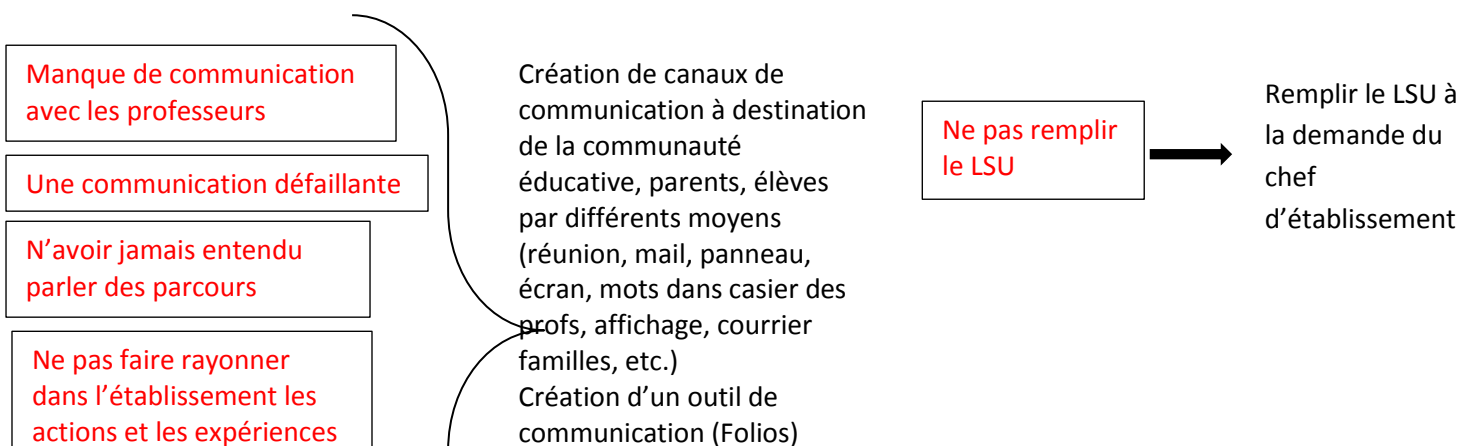 Manque de communication
avec les professeurs
Une communication défaillante
N’avoir jamais entendu
parler des parcours
Ne pas faire rayonner
dans l’établissement les
actions et les expériences
Création de canaux de
communication à destination
de la communauté
éducative, parents, élèves
par différents moyens
(réunion, mail, panneau,
écran, mots dans casier des
profs, affichage, courrier
familles, etc.)
Création d’un outil de
communication (Folios)
Ne pas remplir
le LSU
Remplir le LSU à
la demande du
chef
d’établissement